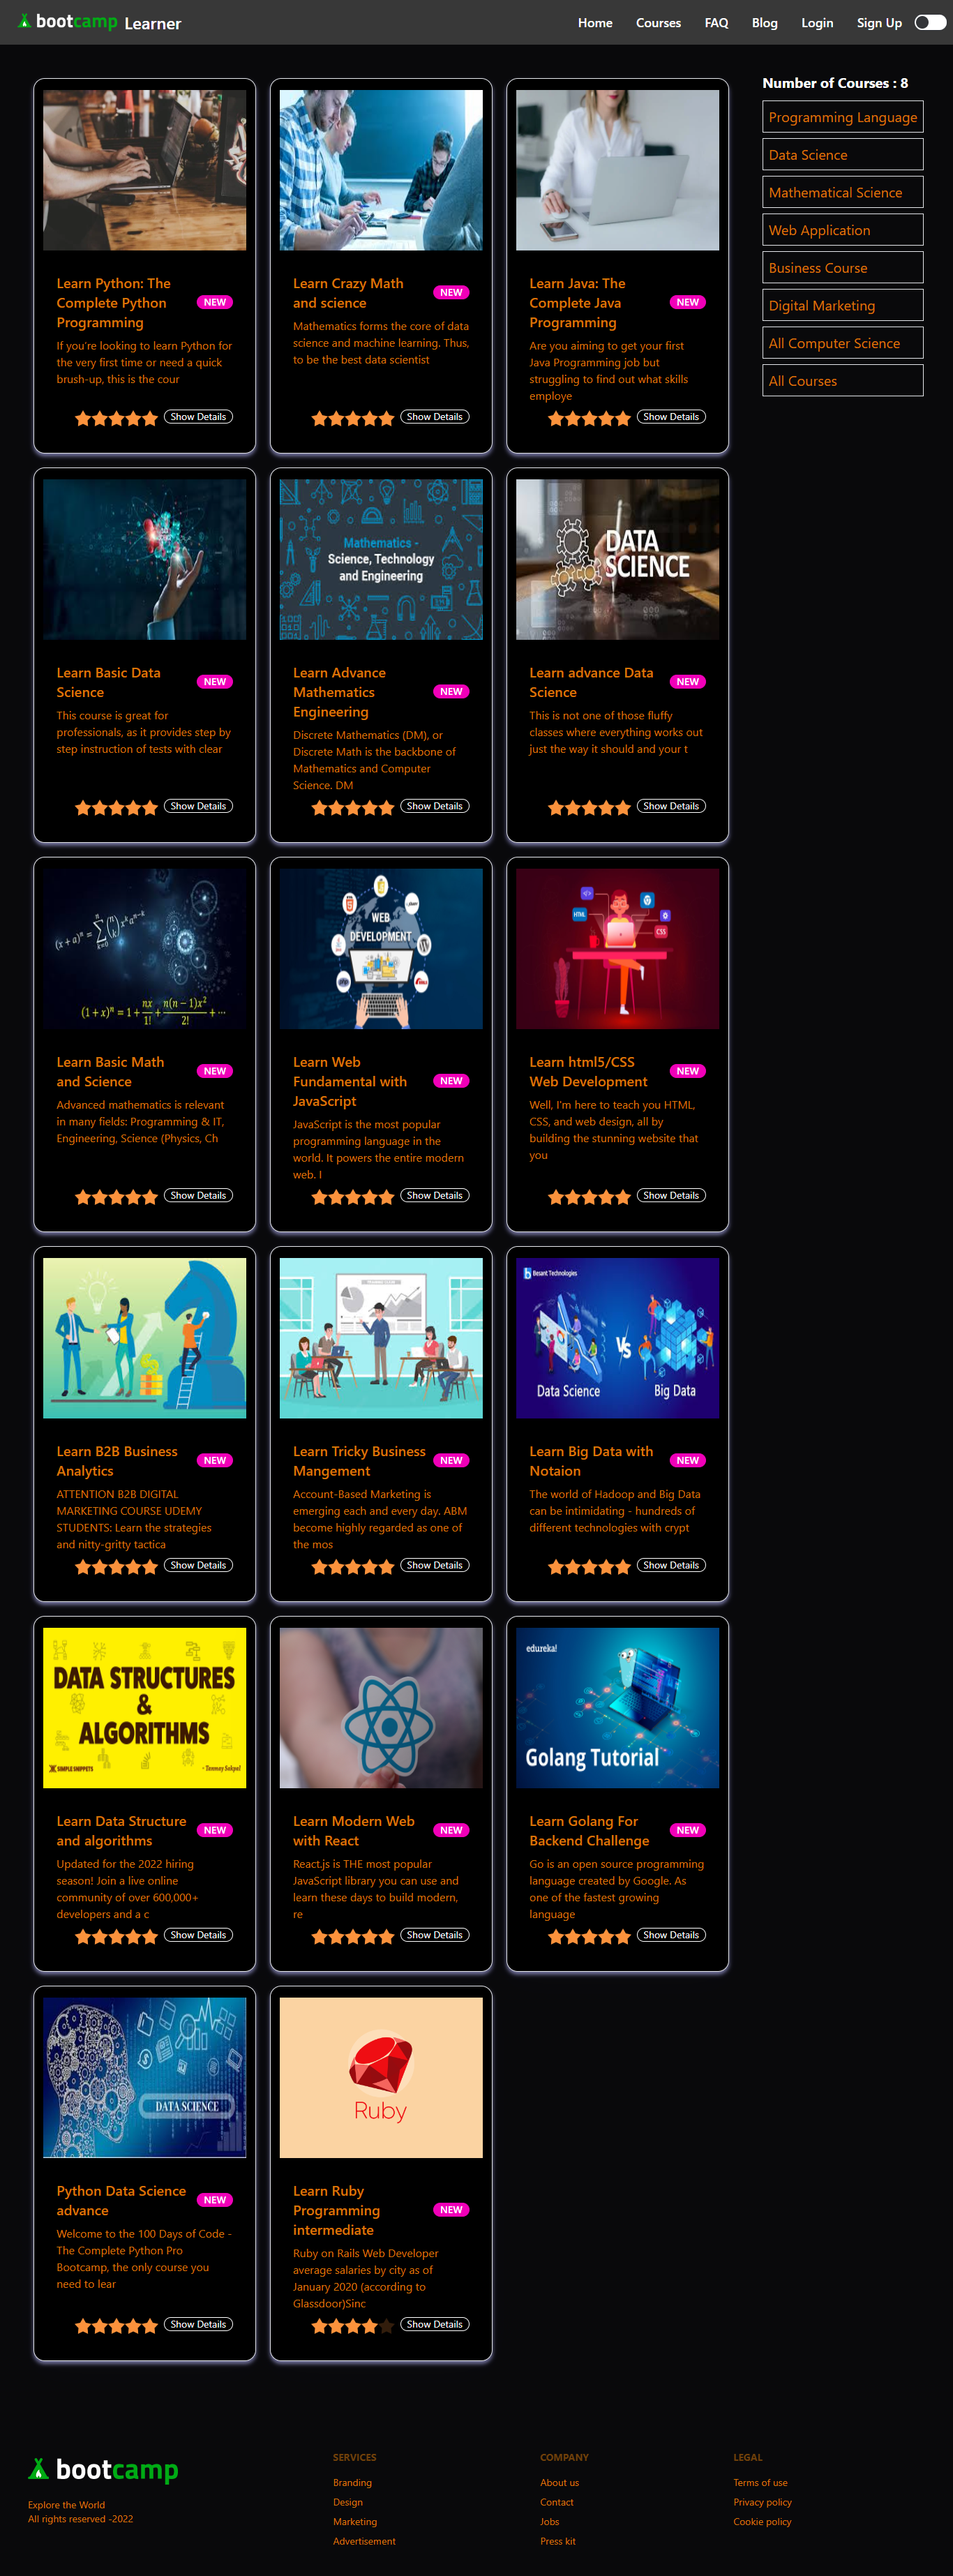 bootcamp Learner
Home Courses FAQ Blog Login Sign Up
Number of Courses : 8
Programming Language
Data Science
Mathematical Science
Web Application
Business Course
Digital Marketing
All Computer Science
All Courses
Learn Python: The
Complete Python
Programming
NEW
If you're looking to learn Python for
the very first time or need a quick
brush-up, this is the cour
Show Details
Learn Crazy Math
and science
NEW
Mathematics forms the core of data
science and machine learning. Thus,
to be the best data scientist
Show Details
Learn Java: The
Complete Java
Programming
NEW
Are you aiming to get your first
Java Programming job but
struggling to find out what skills
employe
Show Details
Learn Basic Data
Science
NEW
This course is great for
professionals, as it provides step by
step instruction of tests with clear
Show Details
Mathematics -
Science, Technology
and Engineering
Learn Advance
Mathematics
Engineering
NEW
Discrete Mathematics (DM), or
Discrete Math is the backbone of
Mathematics and Computer
Science. DM
Show Details
DATA
SCIENCE
Learn advance Data
Science
NEW
This is not one of those fluffy
classes where everything works out
just the way it should and your t
Show Details
(1+x)^n = 1 + nx/1! + n(n-1)x^2/2! + ...
Learn Basic Math
and Science
NEW
Advanced mathematics is relevant
in many fields: Programming & IT,
Engineering, Science (Physics, Ch
Show Details
WEB
DEVELOPMENT
Learn Web
Fundamental with
JavaScript
NEW
JavaScript is the most popular
programming language in the
world. It powers the entire modern
web. I
Show Details
HTML
CSS
Learn html5/CSS
Web Development
NEW
Well, I'm here to teach you HTML,
CSS, and web design, all by
building the stunning website that
you
Show Details
Learn B2B Business
Analytics
NEW
ATTENTION B2B DIGITAL
MARKETING COURSE UDEMY
STUDENTS: Learn the strategies
and nitty-gritty tactica
Show Details
Learn Tricky Business
Mangement
NEW
Account-Based Marketing is
emerging each and every day. ABM
become highly regarded as one of
the mos
Show Details
Besant Technologies
VS
Data Science
Big Data
Learn Big Data with
Notaion
NEW
The world of Hadoop and Big Data
can be intimidating - hundreds of
different technologies with crypt
Show Details
DATA STRUCTURES
&
ALGORITHMS
SIMPLE SNIPPETS
- Tanmay Sakpal
Learn Data Structure
and algorithms
NEW
Updated for the 2022 hiring
season! Join a live online
community of over 600,000+
developers and a c
Show Details
Learn Modern Web
with React
NEW
React.js is THE most popular
JavaScript library you can use and
learn these days to build modern,
re
Show Details
edureka!
Golang Tutorial
Learn Golang For
Backend Challenge
NEW
Go is an open source programming
language created by Google. As
one of the fastest growing
language
Show Details
DATA SCIENCE
Python Data Science
advance
NEW
Welcome to the 100 Days of Code -
The Complete Python Pro
Bootcamp, the only course you
need to lear
Show Details
Ruby
Learn Ruby
Programming
intermediate
NEW
Ruby on Rails Web Developer
average salaries by city as of
January 2020 (according to
Glassdoor)Sinc
Show Details
bootcamp
Explore the World
All rights reserved -2022
SERVICES
Branding
Design
Marketing
Advertisement
COMPANY
About us
Contact
Jobs
Press kit
LEGAL
Terms of use
Privacy policy
Cookie policy